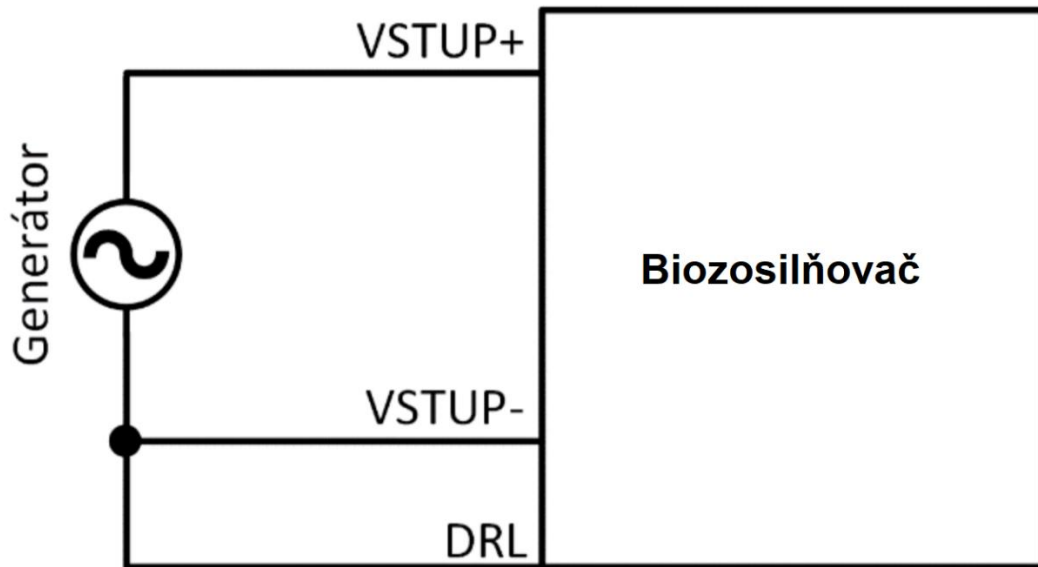 VSTUP+
Generátor
Biozosilňovač
VSTUP-
DRL